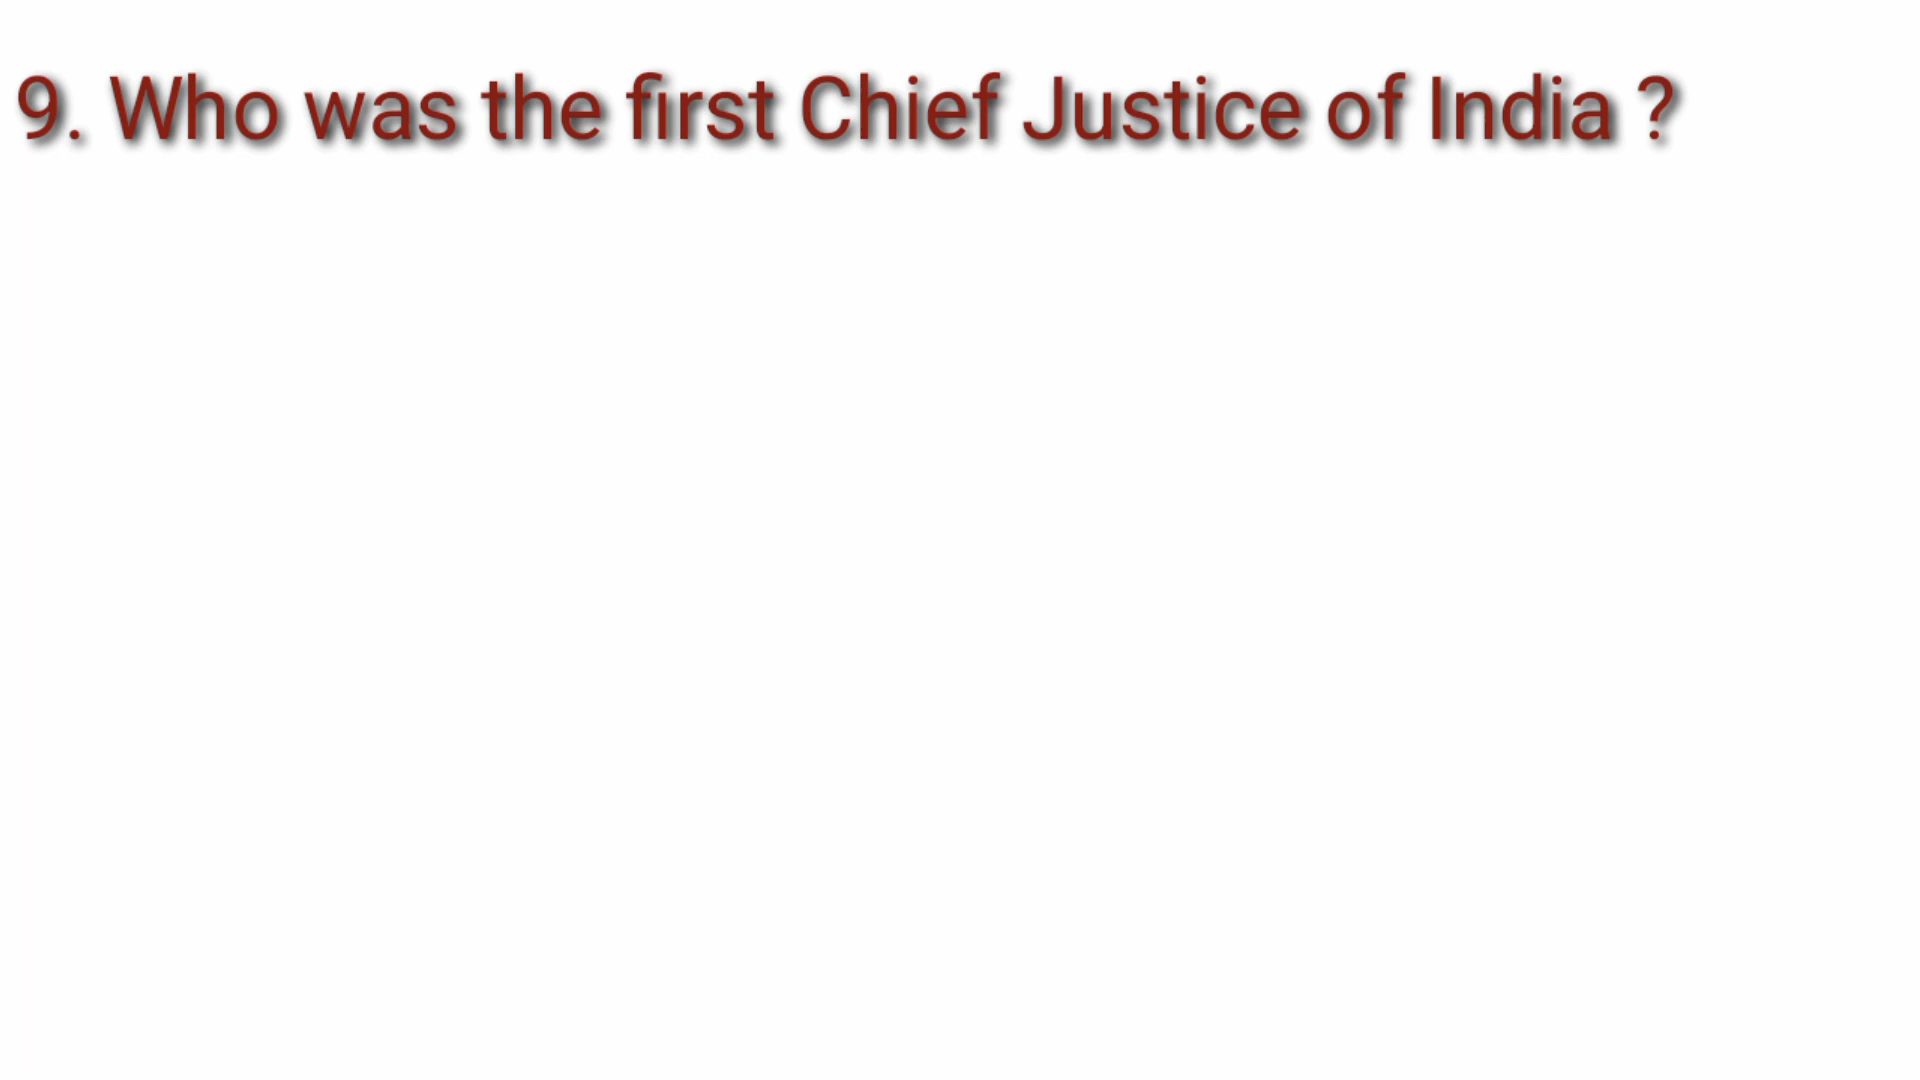 9. Who was the first Chief Justice of India ?